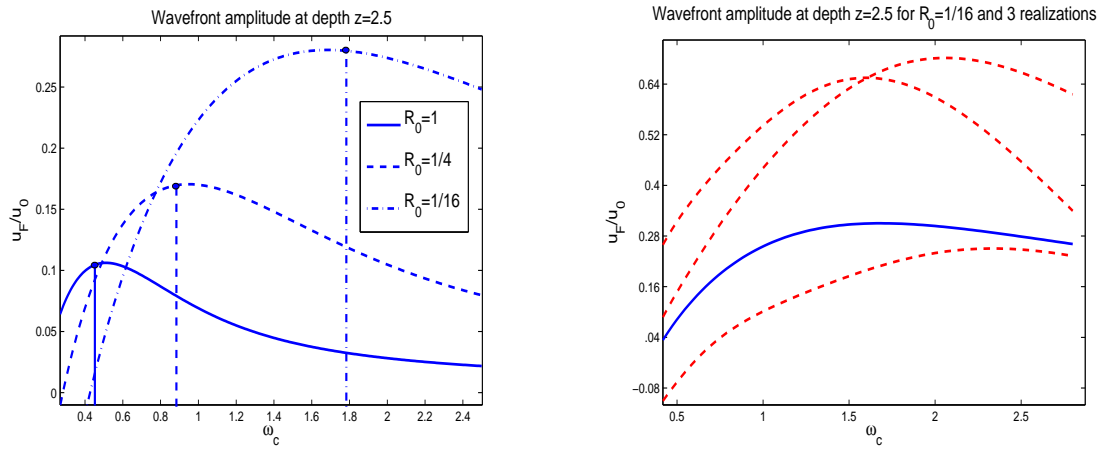 Wavefront amplitude at depth z=2.5
u_F/u_0
0.25
0.2
0.15
0.1
0.05
0
0.4 0.6 0.8 1 1.2 1.4 1.6 1.8 2 2.2 2.4
ω_c
R_0=1
R_0=1/4
R_0=1/16
Wavefront amplitude at depth z=2.5 for R_0=1/16 and 3 realizations
u_F/u_0
0.64
0.52
0.4
0.28
0.16
.04
−0.08
0.5 1 1.5 2 2.5
ω_c